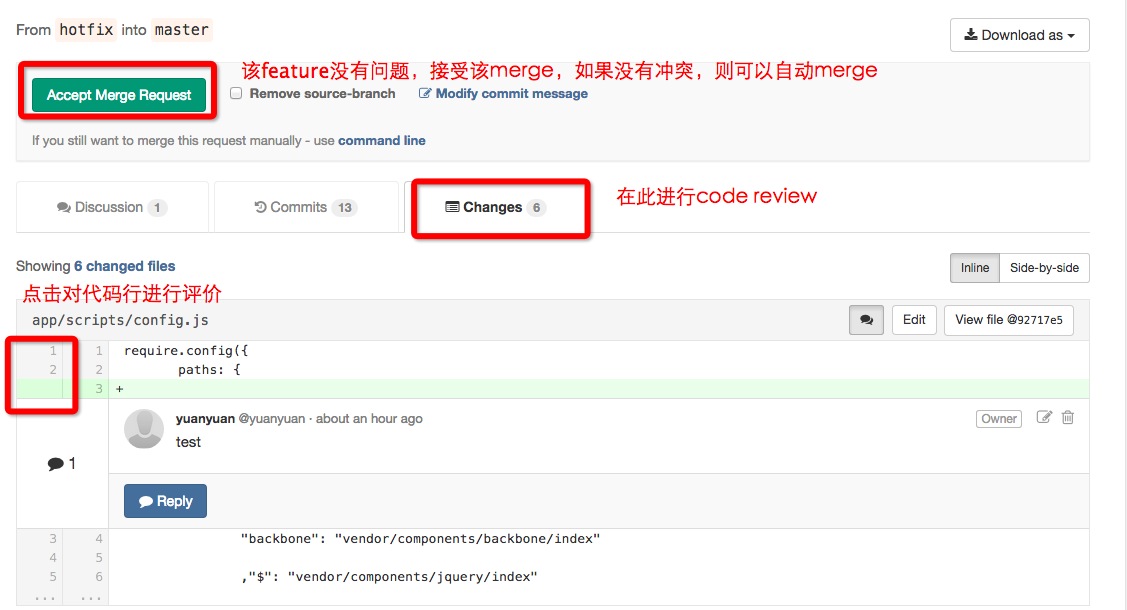 From hotfix into master
Download as
该feature没有问题，接受该merge，如果没有冲突，则可以自动merge
Accept Merge Request Remove source-branch Modify commit message
If you still want to merge this request manually - use command line
Discussion 1 Commits 13 Changes 6 在此进行code review
Showing 6 changed files Inline Side-by-side
点击对代码行进行评价
app/scripts/config.js Edit View file @92717e5
1 1 require.config({
2 2 paths: {
3 +
yuanyuan @yuanyuan · about an hour ago Owner
test
1
Reply
3 4 "backbone": "vendor/components/backbone/index"
4 5
5 6 ,"$": "vendor/components/jquery/index"
... ...